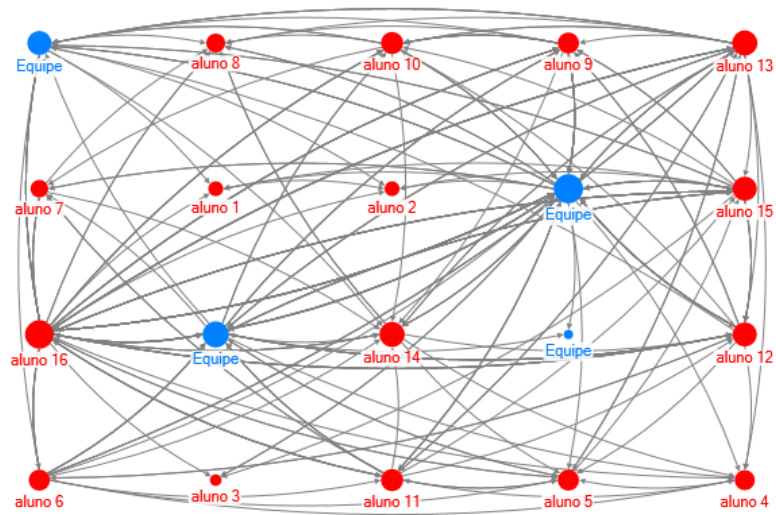 Equipe
aluno 8
aluno 10
aluno 9
aluno 13
aluno 7
aluno 1
aluno 2
Equipe
aluno 15
aluno 16
Equipe
aluno 14
Equipe
aluno 12
aluno 6
aluno 3
aluno 11
aluno 5
aluno 4